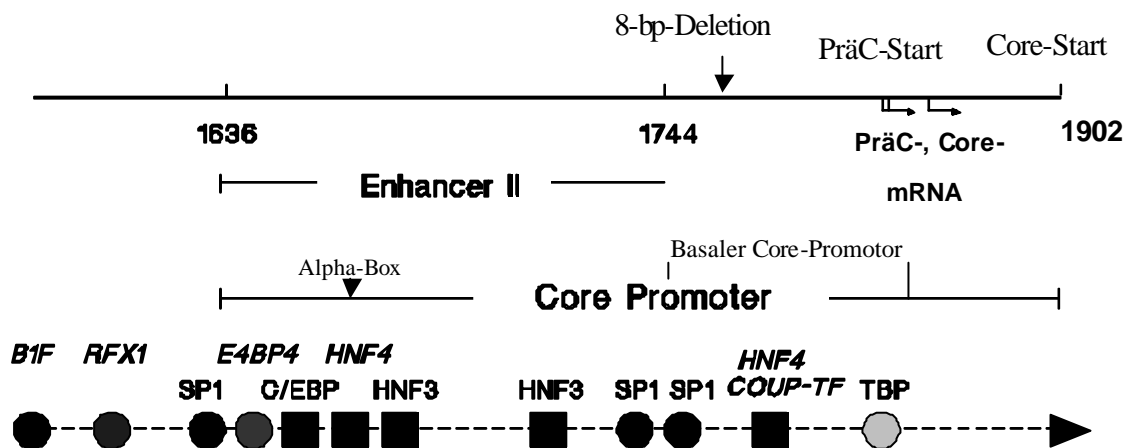 8-bp-Deletion
PräC-Start
Core-Start
1636
1744
1902
PräC-, Core-
mRNA
Enhancer II
Basaler Core-Promotor
Alpha-Box
Core Promoter
B1F
RFX1
E4BP4
HNF4
HNF4
SP1
C/EBP
HNF3
HNF3
SP1
SP1
COUP-TF
TBP